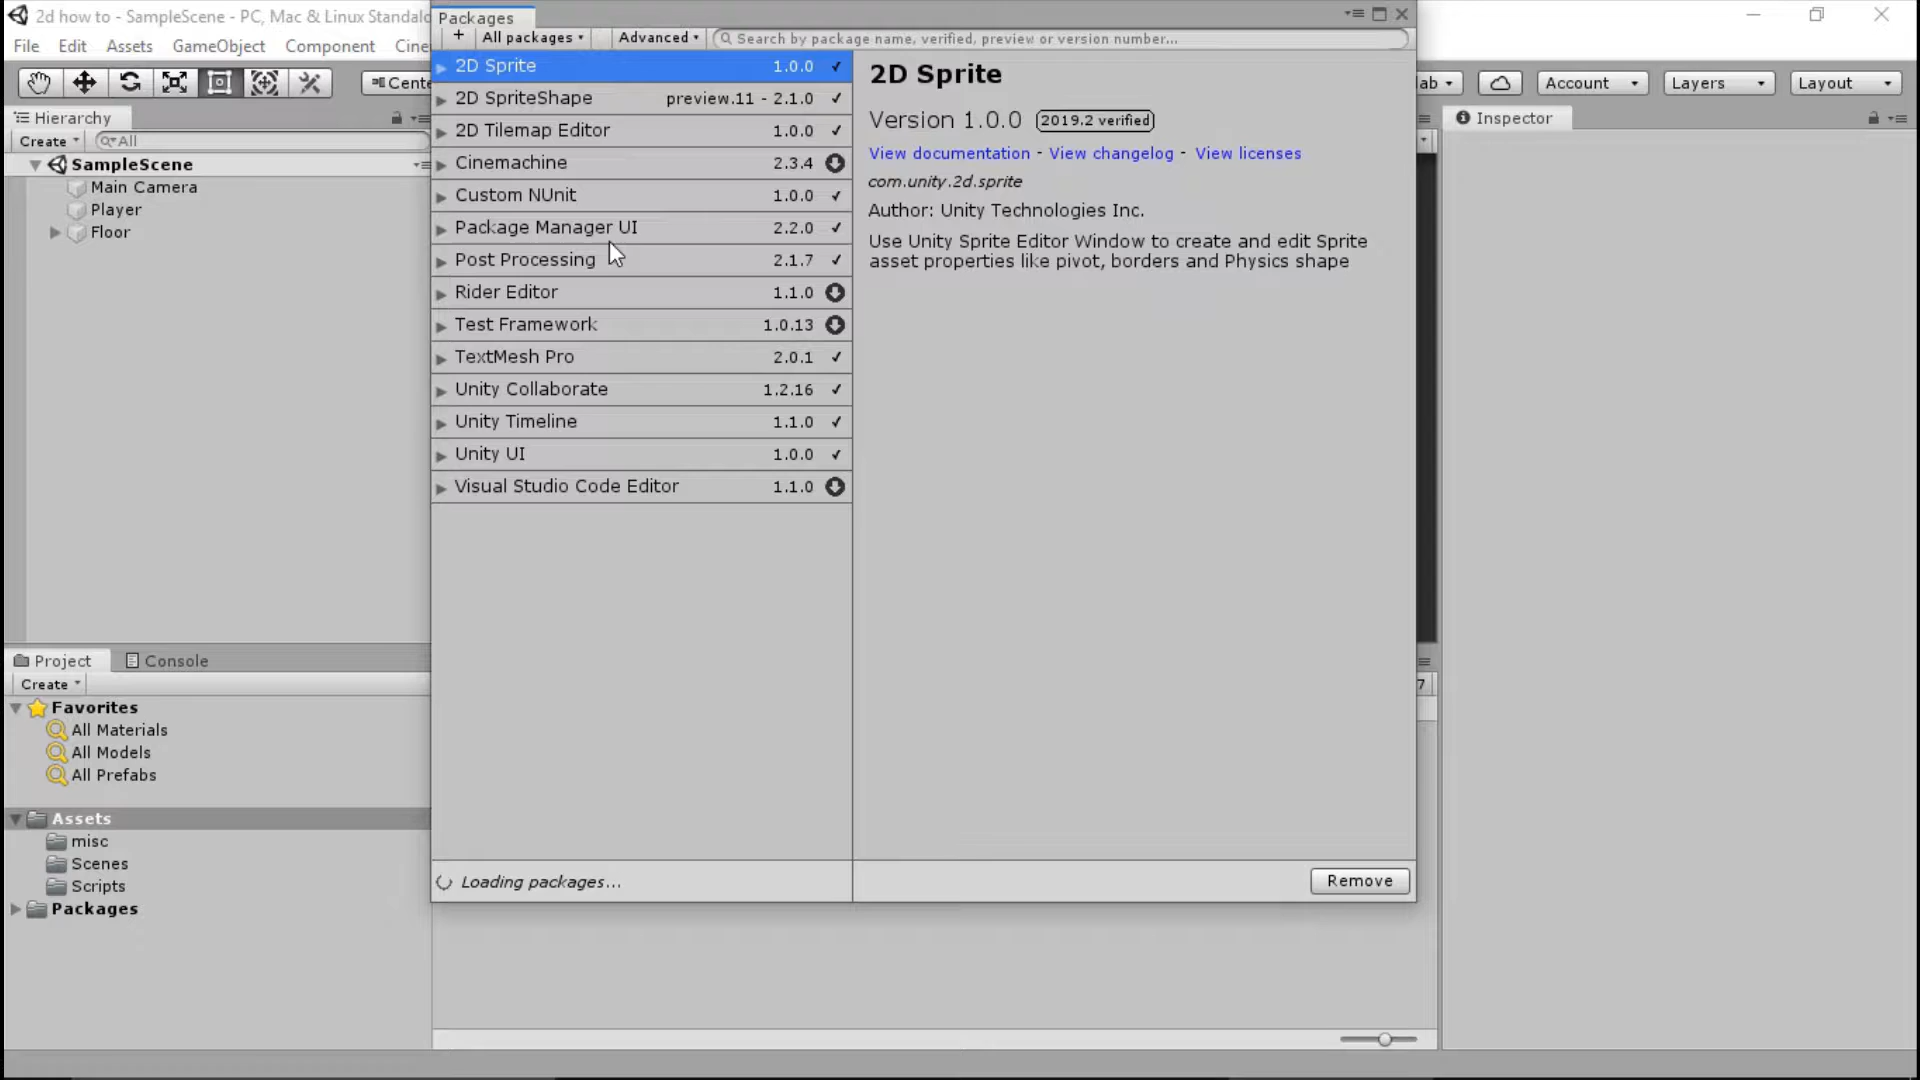 2d how to - SampleScene - PC, Mac & Linux Standalo
File Edit Assets GameObject Component Cine
Cente
lab
Account
Layers
Layout
Hierarchy
Create
All
SampleScene
Main Camera
Player
Floor
Packages
+ All packages Advanced Search by package name, verified, preview or version number...
2D Sprite 1.0.0
2D SpriteShape preview.11 - 2.1.0
2D Tilemap Editor 1.0.0
Cinemachine 2.3.4
Custom NUnit 1.0.0
Package Manager UI 2.2.0
Post Processing 2.1.7
Rider Editor 1.1.0
Test Framework 1.0.13
TextMesh Pro 2.0.1
Unity Collaborate 1.2.16
Unity Timeline 1.1.0
Unity UI 1.0.0
Visual Studio Code Editor 1.1.0
Loading packages...
2D Sprite
Version 1.0.0 2019.2 verified
View documentation - View changelog - View licenses
com.unity.2d.sprite
Author: Unity Technologies Inc.
Use Unity Sprite Editor Window to create and edit Sprite
asset properties like pivot, borders and Physics shape
Remove
Inspector
Project Console
Create
7
Favorites
All Materials
All Models
All Prefabs
Assets
misc
Scenes
Scripts
Packages